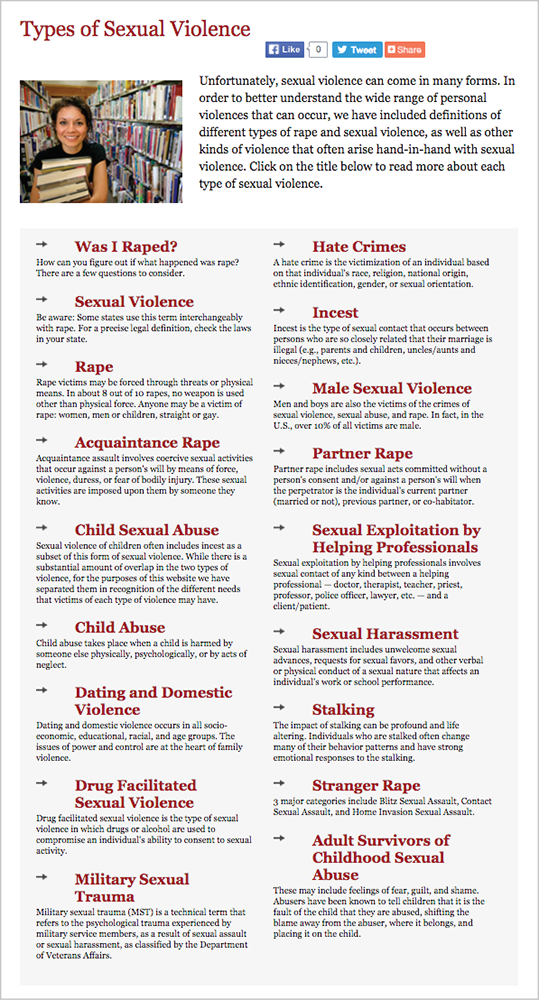 Types of Sexual Violence
Like 0 Tweet Share
Unfortunately, sexual violence can come in many forms. In
order to better understand the wide range of personal
violences that can occur, we have included definitions of
different types of rape and sexual violence, as well as other
kinds of violence that often arise hand-in-hand with sexual
violence. Click on the title below to read more about each
type of sexual violence.
Was I Raped?
How can you figure out if what happened was rape?
There are a few questions to consider.
Sexual Violence
Be aware: Some states use this term interchangeably
with rape. For a precise legal definition, check the laws
in your state.
Rape
Rape victims may be forced through threats or physical
means. In about 8 out of 10 rapes, no weapon is used
other than physical force. Anyone may be a victim of
rape: women, men or children, straight or gay.
Acquaintance Rape
Acquaintance assault involves coercive sexual activities
that occur against a person's will by means of force,
violence, duress, or fear of bodily injury. These sexual
activities are imposed upon them by someone they
know.
Child Sexual Abuse
Sexual violence of children often includes incest as a
subset of this form of sexual violence. While there is a
substantial amount of overlap in the two types of
violence, for the purposes of this website we have
separated them in recognition of the different needs
that victims of each type of violence may have.
Child Abuse
Child abuse takes place when a child is harmed by
someone else physically, psychologically, or by acts of
neglect.
Dating and Domestic
Violence
Dating and domestic violence occurs in all socio-
economic, educational, racial, and age groups. The
issues of power and control are at the heart of family
violence.
Drug Facilitated
Sexual Violence
Drug facilitated sexual violence is the type of sexual
violence in which drugs or alcohol are used to
compromise an individual's ability to consent to sexual
activity.
Military Sexual
Trauma
Military sexual trauma (MST) is a technical term that
refers to the psychological trauma experienced by
military service members, as a result of sexual assault
or sexual harassment, as classified by the Department
of Veterans Affairs.
Hate Crimes
A hate crime is the victimization of an individual based
on that individual's race, religion, national origin,
ethnic identification, gender, or sexual orientation.
Incest
Incest is the type of sexual contact that occurs between
persons who are so closely related that their marriage is
illegal (e.g., parents and children, uncles/aunts and
nieces/nephews, etc.).
Male Sexual Violence
Men and boys are also the victims of the crimes of
sexual violence, sexual abuse, and rape. In fact, in the
U.S., over 10% of all victims are male.
Partner Rape
Partner rape includes sexual acts committed without a
person's consent and/or against a person's will when
the perpetrator is the individual's current partner
(married or not), previous partner, or co-habitator.
Sexual Exploitation by
Helping Professionals
Sexual exploitation by helping professionals involves
sexual contact of any kind between a helping
professional — doctor, therapist, teacher, priest,
professor, police officer, lawyer, etc. — and a
client/patient.
Sexual Harassment
Sexual harassment includes unwelcome sexual
advances, requests for sexual favors, and other verbal
or physical conduct of a sexual nature that affects an
individual's work or school performance.
Stalking
The impact of stalking can be profound and life
altering. Individuals who are stalked often change
many of their behavior patterns and have strong
emotional responses to the stalking.
Stranger Rape
3 major categories include Blitz Sexual Assault, Contact
Sexual Assault, and Home Invasion Sexual Assault.
Adult Survivors of
Childhood Sexual
Abuse
These may include feelings of fear, guilt, and shame.
Abusers have been known to tell children that it is the
fault of the child that they are abused, shifting the
blame away from the abuser, where it belongs, and
placing it on the child.